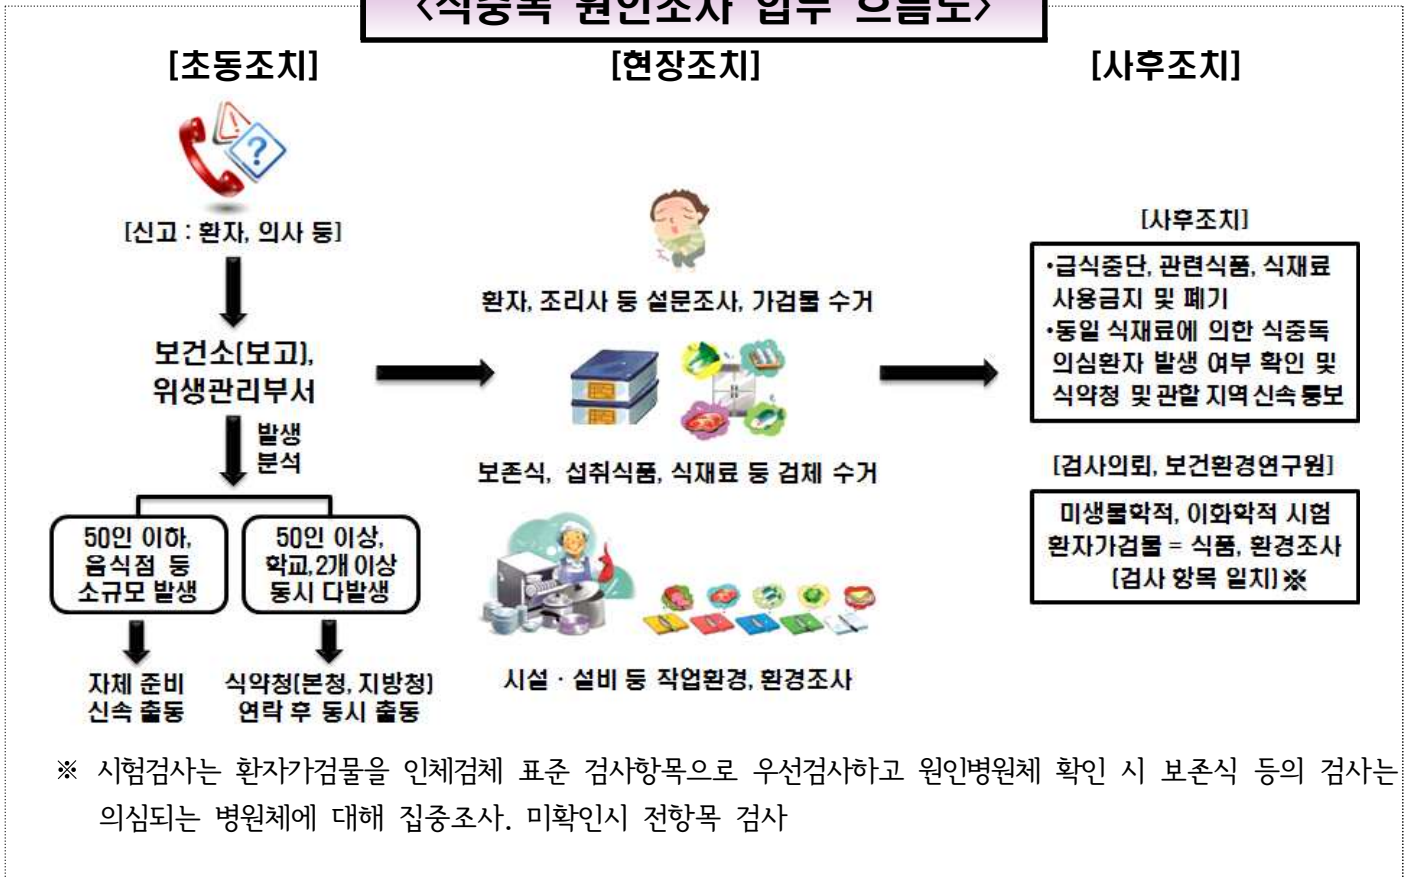 <식중독 원인조사 업무 흐름도>
[초동조치]
[현장조치]
[사후조치]
[신고 : 환자, 의사 등]
보건소(보고),
위생관리부서
발생
분석
50인 이하,
음식점 등
소규모 발생
50인 이상,
학교,2개 이상
동시 다발생
자체 준비
신속 출동
식약청(본청, 지방청)
연락 후 동시 출동
환자, 조리사 등 설문조사, 가검물 수거
보존식, 섭취식품, 식재료 등 검체 수거
시설 · 설비 등 작업환경, 환경조사
[사후조치]
•급식중단, 관련식품, 식재료
사용금지 및 폐기
•동일 식재료에 의한 식중독
의심환자 발생 여부 확인 및
식약청 및 관할 지역 신속 통보
[검사의뢰, 보건환경연구원]
미생물학적, 이화학적 시험
환자가검물 = 식품, 환경조사
(검사 항목 일치)※
※ 시험검사는 환자가검물을 인체검체 표준 검사항목으로 우선검사하고 원인병원체 확인 시 보존식 등의 검사는
의심되는 병원체에 대해 집중조사. 미확인시 전항목 검사